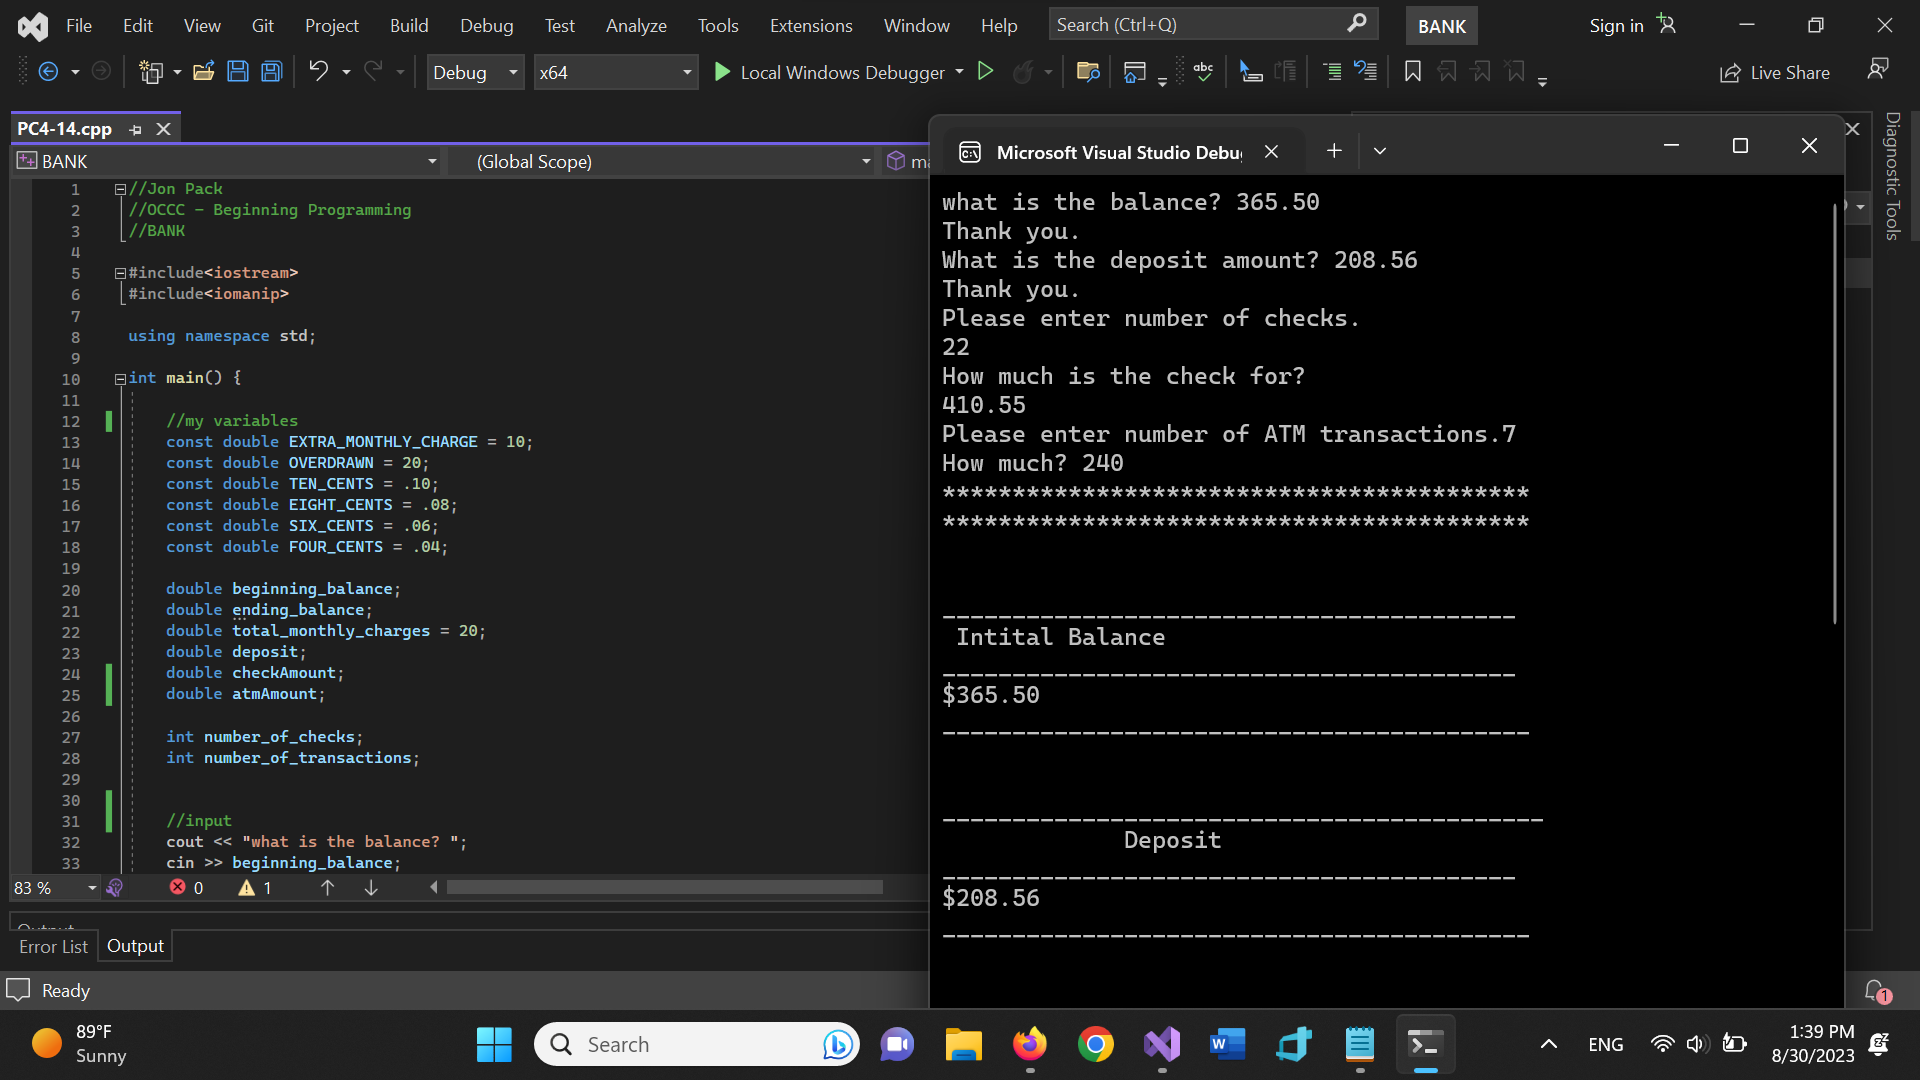 File Edit View Git Project Build Debug Test Analyze Tools Extensions Window Help Search (Ctrl+Q) BANK Sign in
Debug x64 Local Windows Debugger Live Share
PC4-14.cpp
BANK (Global Scope)
1 //Jon Pack
2 //OCCC - Beginning Programming
3 //BANK
4
5 #include<iostream>
6 #include<iomanip>
7
8 using namespace std;
9
10 int main() {
11
12 //my variables
13 const double EXTRA_MONTHLY_CHARGE = 10;
14 const double OVERDRAWN = 20;
15 const double TEN_CENTS = .10;
16 const double EIGHT_CENTS = .08;
17 const double SIX_CENTS = .06;
18 const double FOUR_CENTS = .04;
19
20 double beginning_balance;
21 double ending_balance;
22 double total_monthly_charges = 20;
23 double deposit;
24 double checkAmount;
25 double atmAmount;
26
27 int number_of_checks;
28 int number_of_transactions;
29
30
31 //input
32 cout << "what is the balance? ";
33 cin >> beginning_balance;
83 % 0 1
Error List Output
Ready
Microsoft Visual Studio Debu
what is the balance? 365.50
Thank you.
What is the deposit amount? 208.56
Thank you.
Please enter number of checks.
22
How much is the check for?
410.55
Please enter number of ATM transactions.7
How much? 240
******************************************
******************************************
_________________________________________
Intital Balance
_________________________________________
$365.50
__________________________________________
___________________________________________
Deposit
_________________________________________
$208.56
__________________________________________
Diagnostic Tools
1
89°F
Sunny
Search
ENG
1:39 PM
8/30/2023